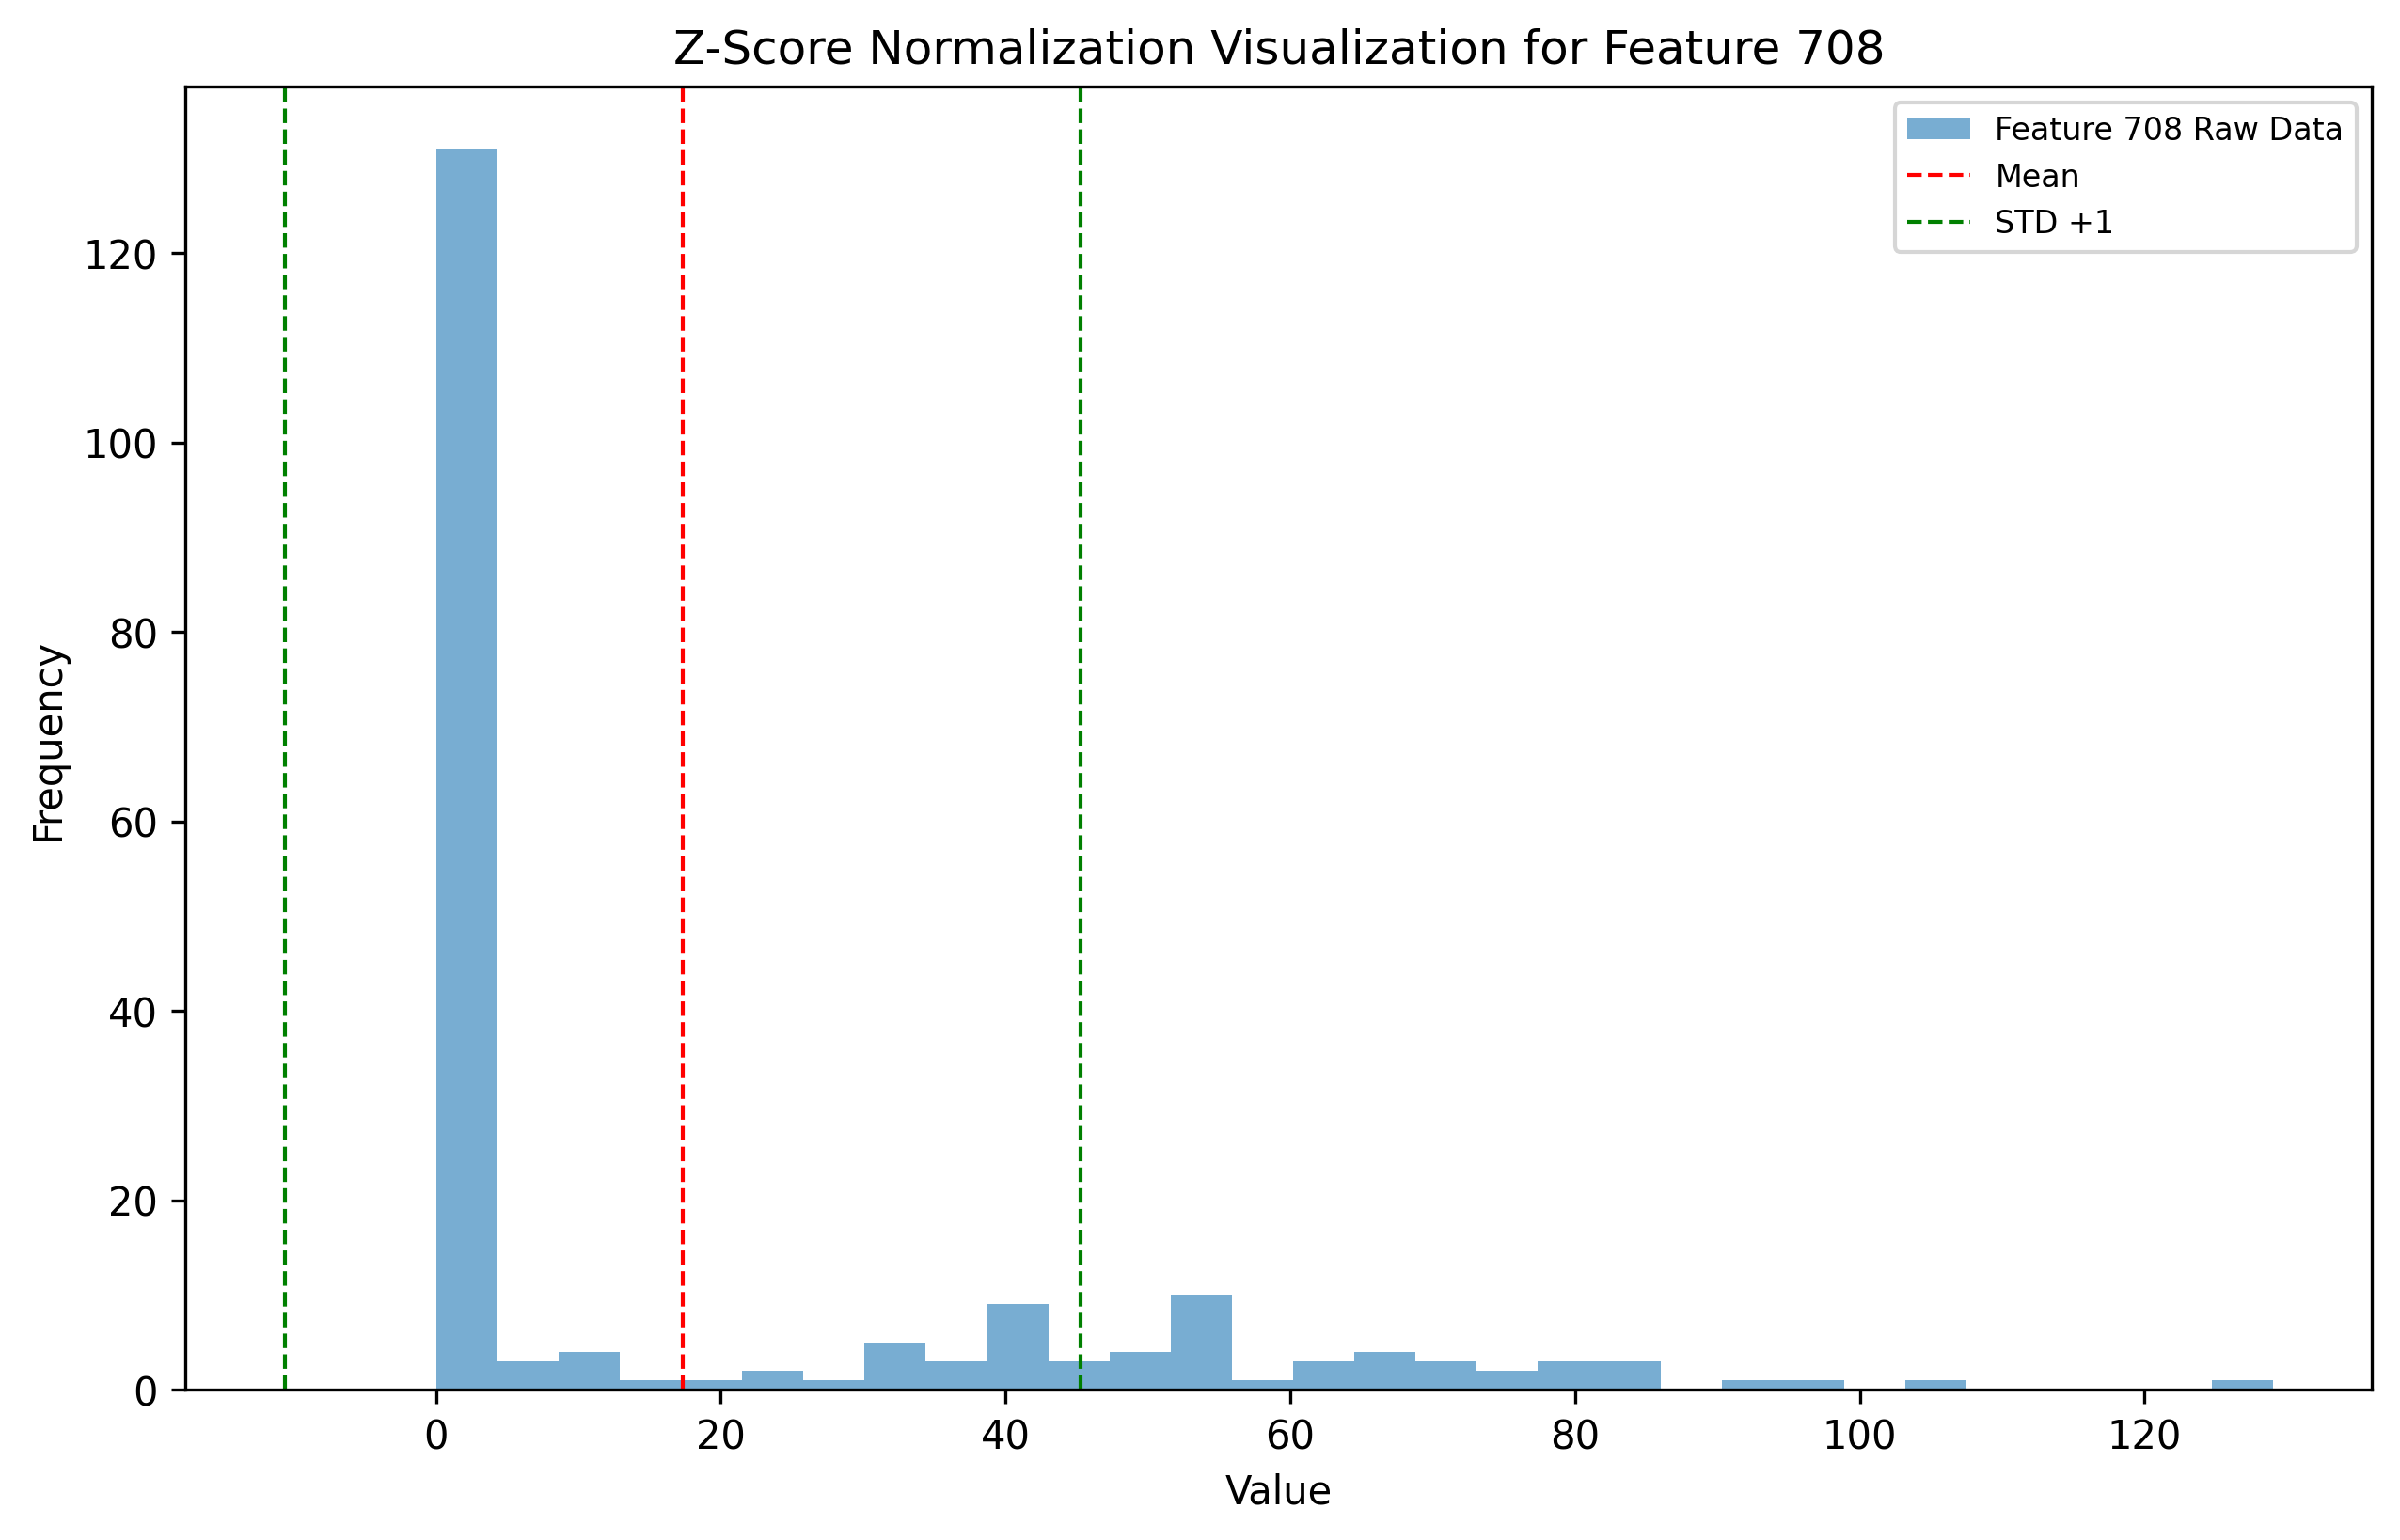 Z-Score Normalization Visualization for Feature 708
Feature 708 Raw Data
Mean
STD +1
Frequency
120
100
80
60
40
20
0
0 20 40 60 80 100 120
Value